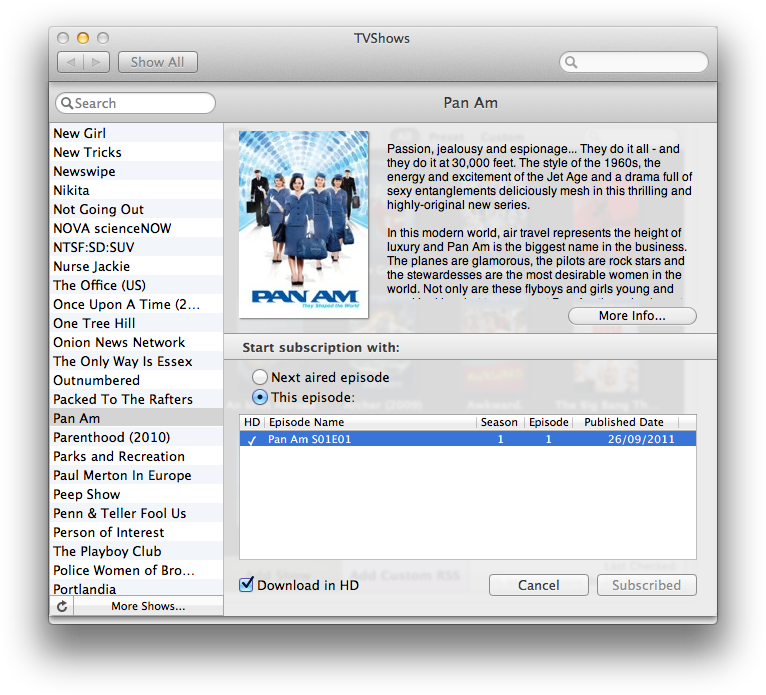 TVShows
Show All
Search
Pan Am
New Girl
New Tricks
Newswipe
Nikita
Not Going Out
NOVA scienceNOW
NTSF:SD:SUV
Nurse Jackie
The Office (US)
Once Upon A Time (2...
One Tree Hill
Onion News Network
The Only Way Is Essex
Outnumbered
Packed To The Rafters
Pan Am
Parenthood (2010)
Parks and Recreation
Paul Merton In Europe
Peep Show
Penn & Teller Fool Us
Person of Interest
The Playboy Club
Police Women of Bro...
Portlandia
More Shows...
PAN AM
They Shaped the World
Passion, jealousy and espionage... They do it all - and
they do it at 30,000 feet. The style of the 1960s, the
energy and excitement of the Jet Age and a drama full of
sexy entanglements deliciously mesh in this thrilling and
highly-original new series.
In this modern world, air travel represents the height of
luxury and Pan Am is the biggest name in the business.
The planes are glamorous, the pilots are rock stars and
the stewardesses are the most desirable women in the
world. Not only are these flyboys and girls young and
More Info...
Start subscription with:
Next aired episode
This episode:
HD Episode Name Season Episode Published Date
✓ Pan Am S01E01 1 1 26/09/2011
Add Custom RSS
Last Checked
Download in HD
Cancel
Subscribed